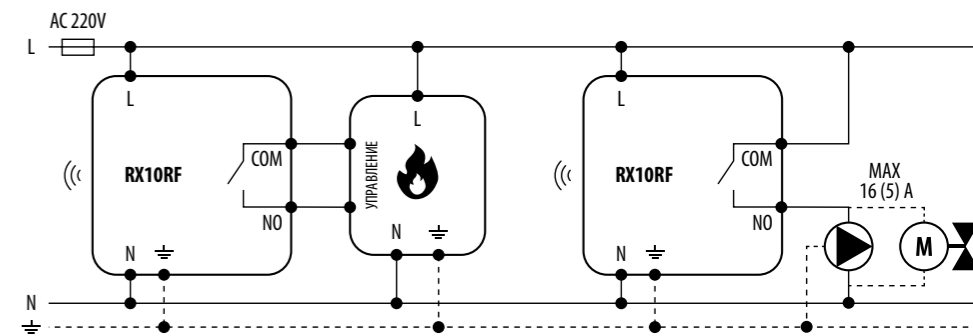 AC 220V
L
L
RX10RF
COM
NO
N
L
УПРАВЛЕНИЕ
N
L
RX10RF
COM
NO
N
MAX
16 (5) A
M
N